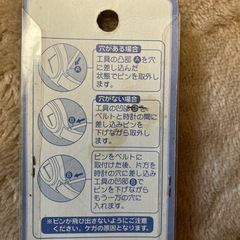 穴がある場合
工具の凸部Ⓐを穴
に差し込んだ
状態でピンを取外し
ます。
穴がない場合
工具の凹部Ⓑを
ベルトと時計の間に
差し込みピンを
下げながら取り外し
ます。
ピンをベルトに
取付けた後、片方を
時計の穴に差し込み
工具の凹部Ⓑで
ピンを下げながら
もう一方の穴に
入れます。
※ピンが飛び出さないようにご注意
ください。ケガの原因となります。